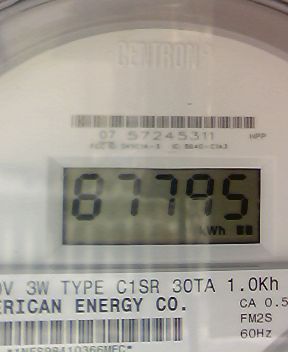 CENTRON
07 57245311
87795
kWh
0V 3W TYPE C1SR 30TA 1.0Kh
ERICAN ENERGY CO.
CA 0.5
FM2S
60Hz